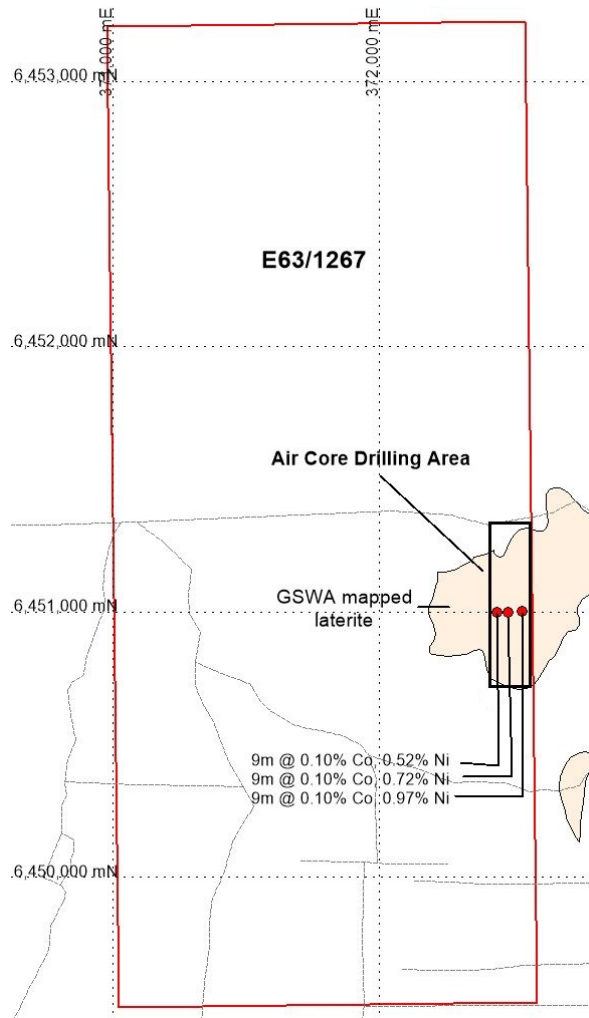 371,000 mE
372,000 mE
6,453,000 mN
E63/1267
6,452,000 mN
Air Core Drilling Area
GSWA mapped
laterite
6,451,000 mN
9m @ 0.10% Co, 0.52% Ni
9m @ 0.10% Co, 0.72% Ni
9m @ 0.10% Co, 0.97% Ni
6,450,000 mN